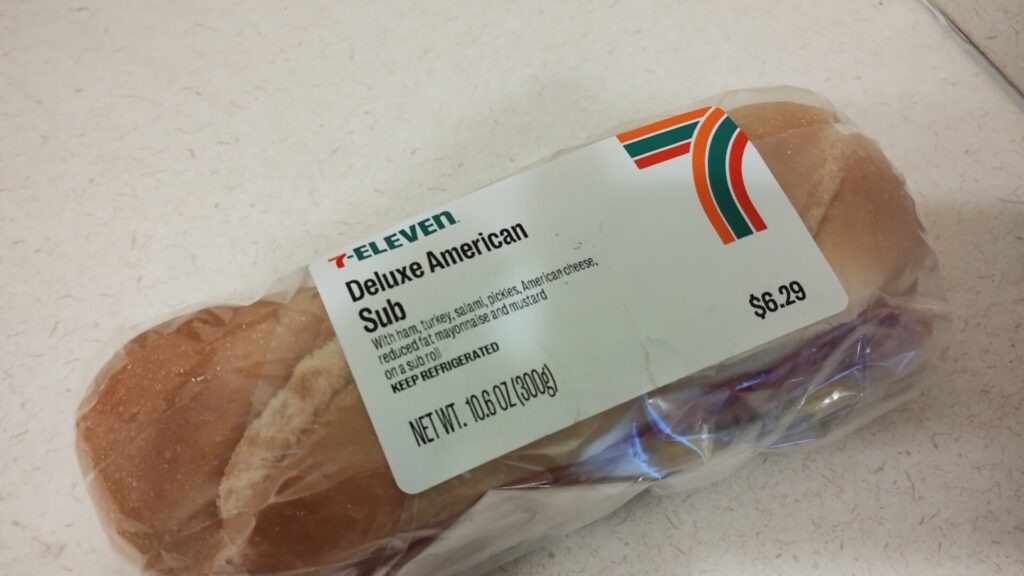 7-ELEVEN
Deluxe American
Sub
With ham, turkey, salami, pickles, American cheese,
reduced fat mayonnaise and mustard
on a sub roll
KEEP REFRIGERATED
NET WT. 10.6 OZ (300g)
$6.29